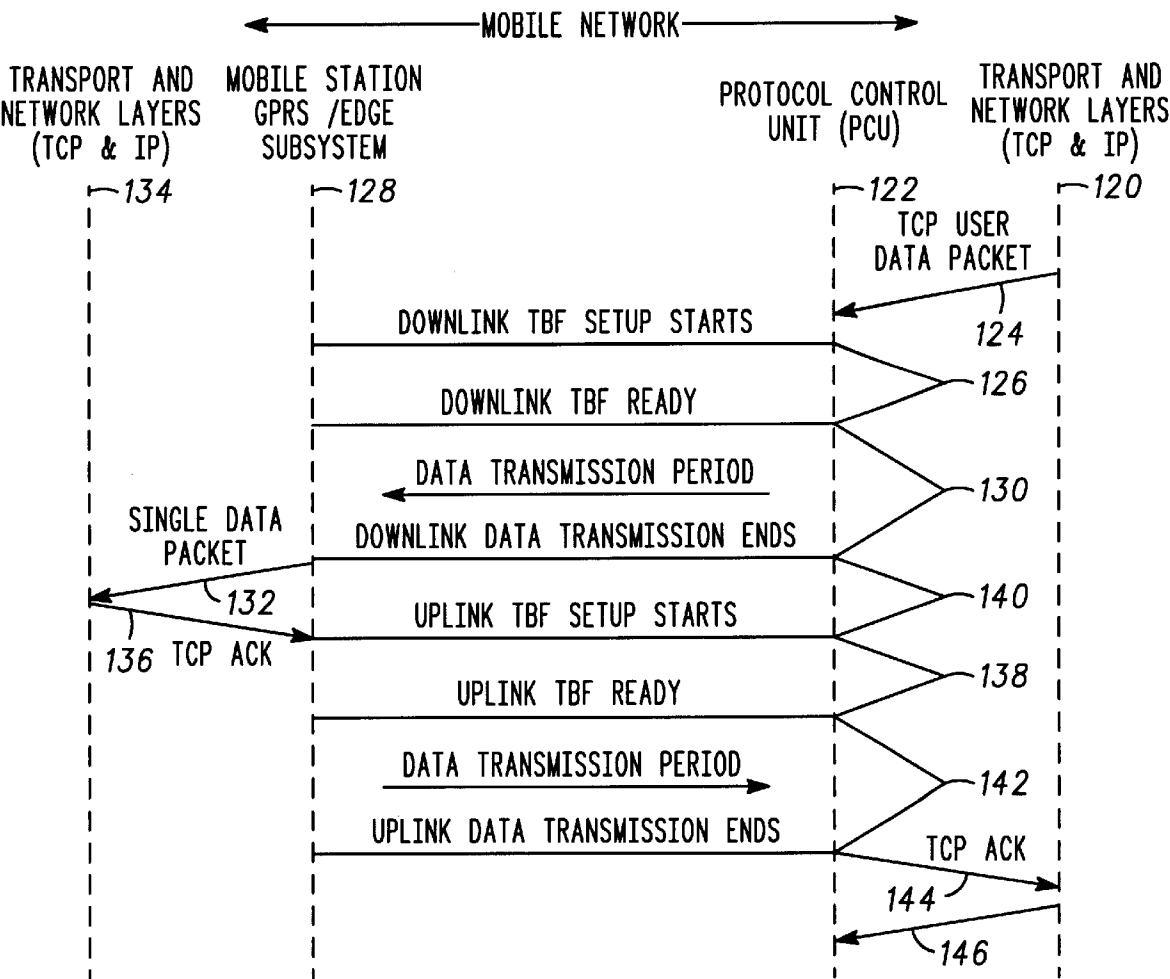 MOBILE NETWORK
TRANSPORT AND
NETWORK LAYERS
(TCP & IP)
134
MOBILE STATION
GPRS /EDGE
SUBSYSTEM
128
PROTOCOL CONTROL
UNIT (PCU)
122
TRANSPORT AND
NETWORK LAYERS
(TCP & IP)
120
TCP USER
DATA PACKET
124
DOWNLINK TBF SETUP STARTS
126
DOWNLINK TBF READY
DATA TRANSMISSION PERIOD
130
SINGLE DATA
PACKET
DOWNLINK DATA TRANSMISSION ENDS
132
140
UPLINK TBF SETUP STARTS
136 TCP ACK
138
UPLINK TBF READY
DATA TRANSMISSION PERIOD
142
UPLINK DATA TRANSMISSION ENDS
TCP ACK
144
146